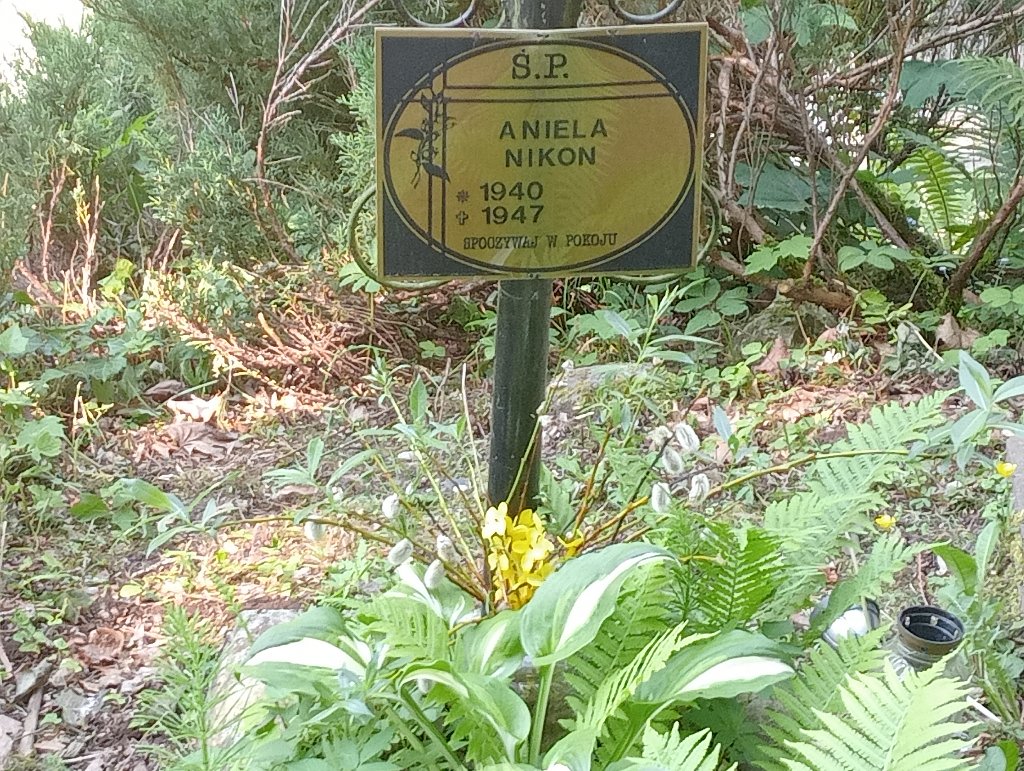 Ś.P.
ANIELA
NIKON
* 1940
✝ 1947
SPOCZYWAJ W POKOJU